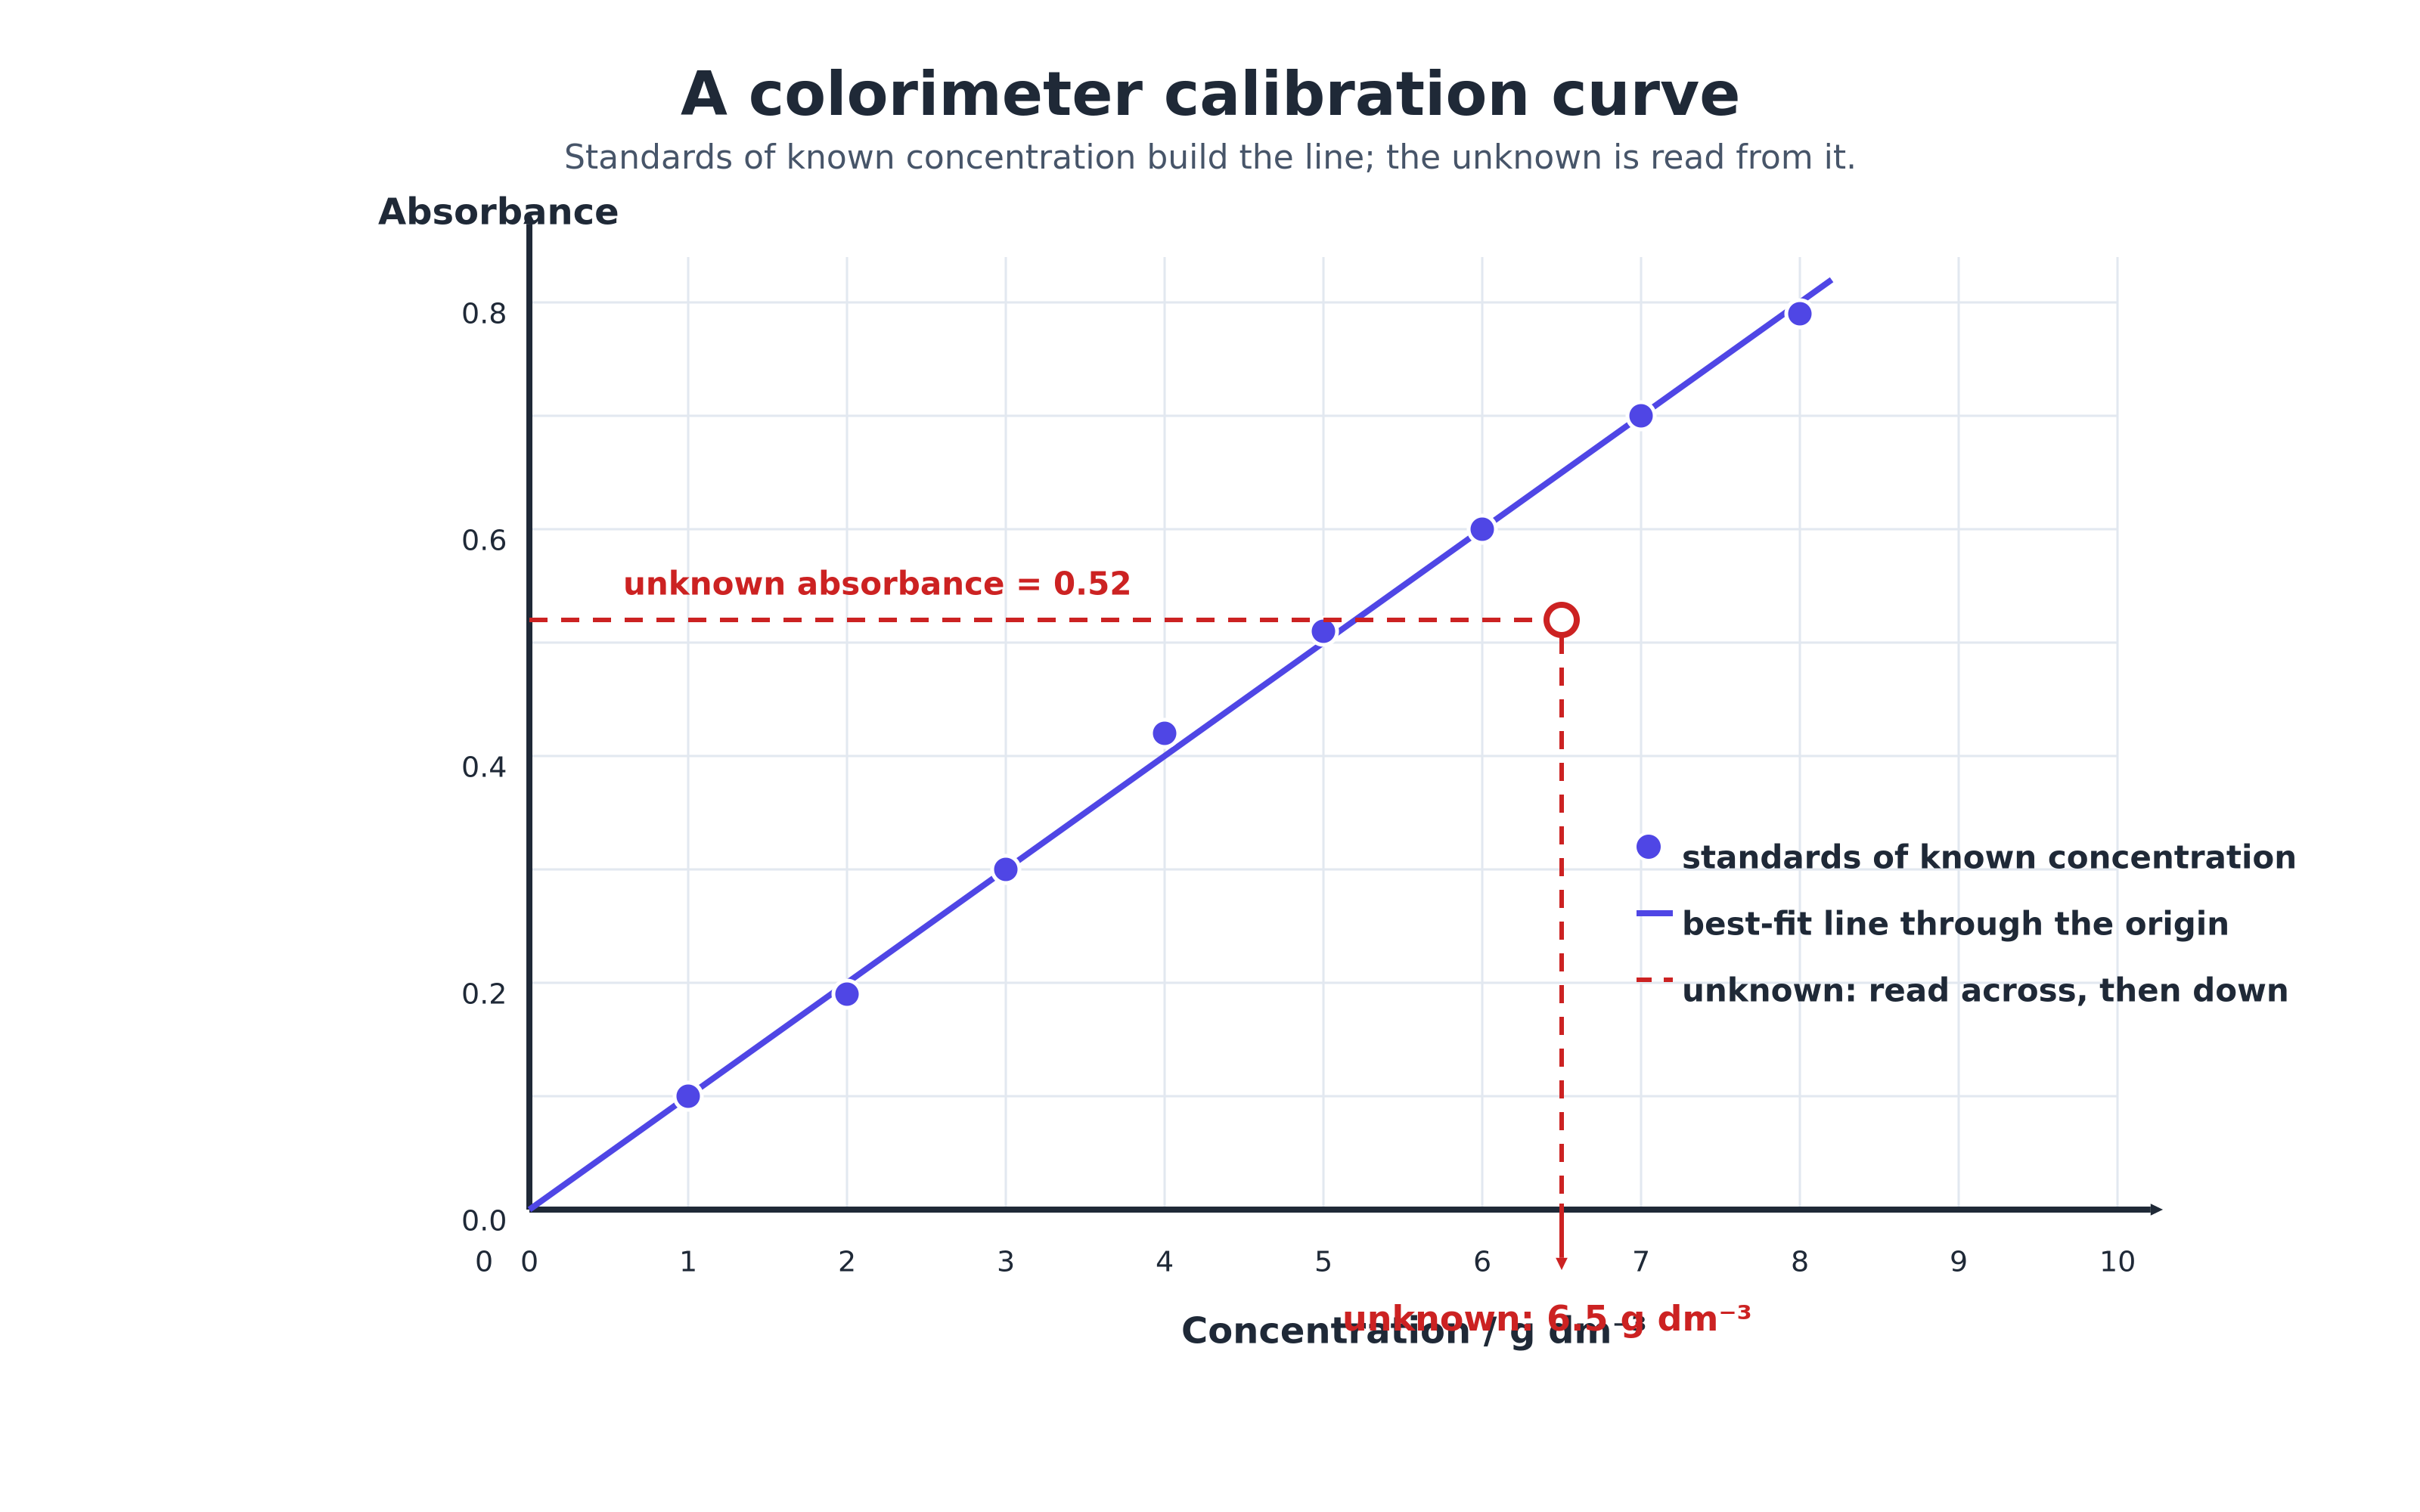 A colorimeter calibration curve
Standards of known concentration build the line; the unknown is read from it.
Absorbance
0.8
0.6
unknown absorbance = 0.52
0.4
standards of known concentration
best-fit line through the origin
0.2
unknown: read across, then down
0.0
0 0 1 2 3 4 5 6 7 8 9 10
unknown: 6.5 g dm⁻³
Concentration / g dm⁻³